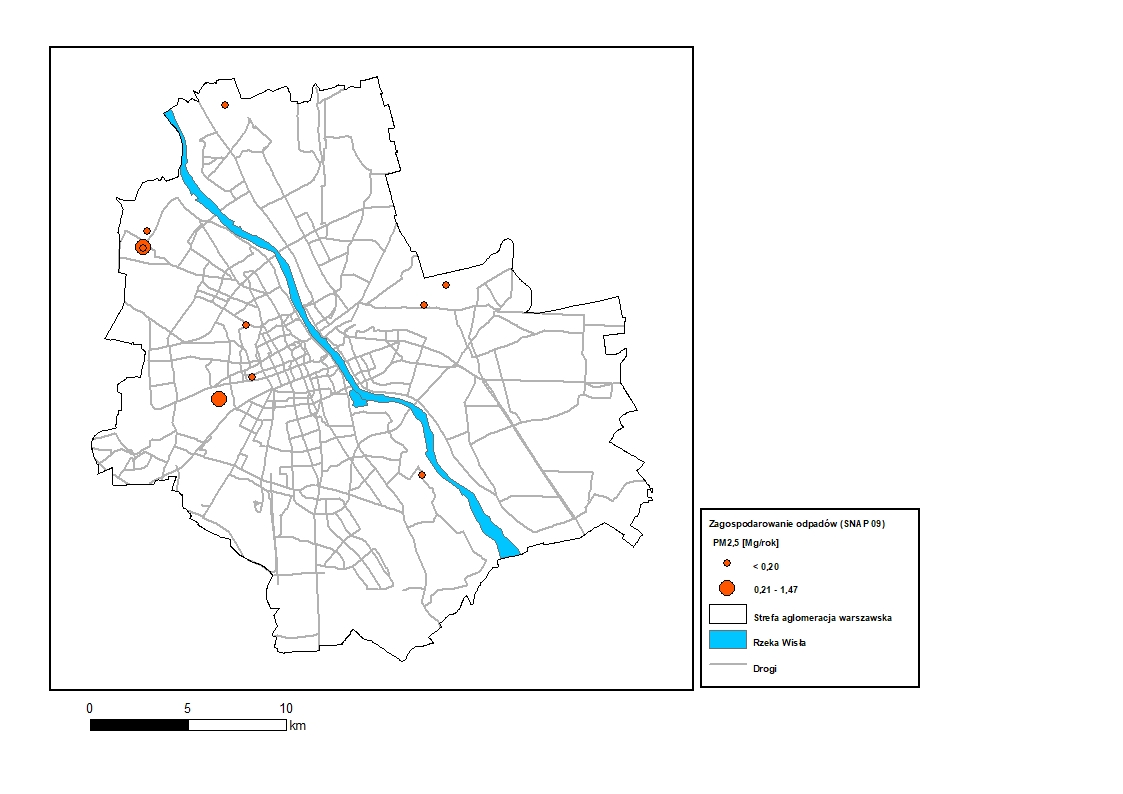 Zagospodarowanie odpadów (SNAP 09)
PM2,5 [Mg/rok]
< 0,20
0,21 - 1,47
Strefa aglomeracja warszawska
Rzeka Wisła
Drogi
0 5 10
km